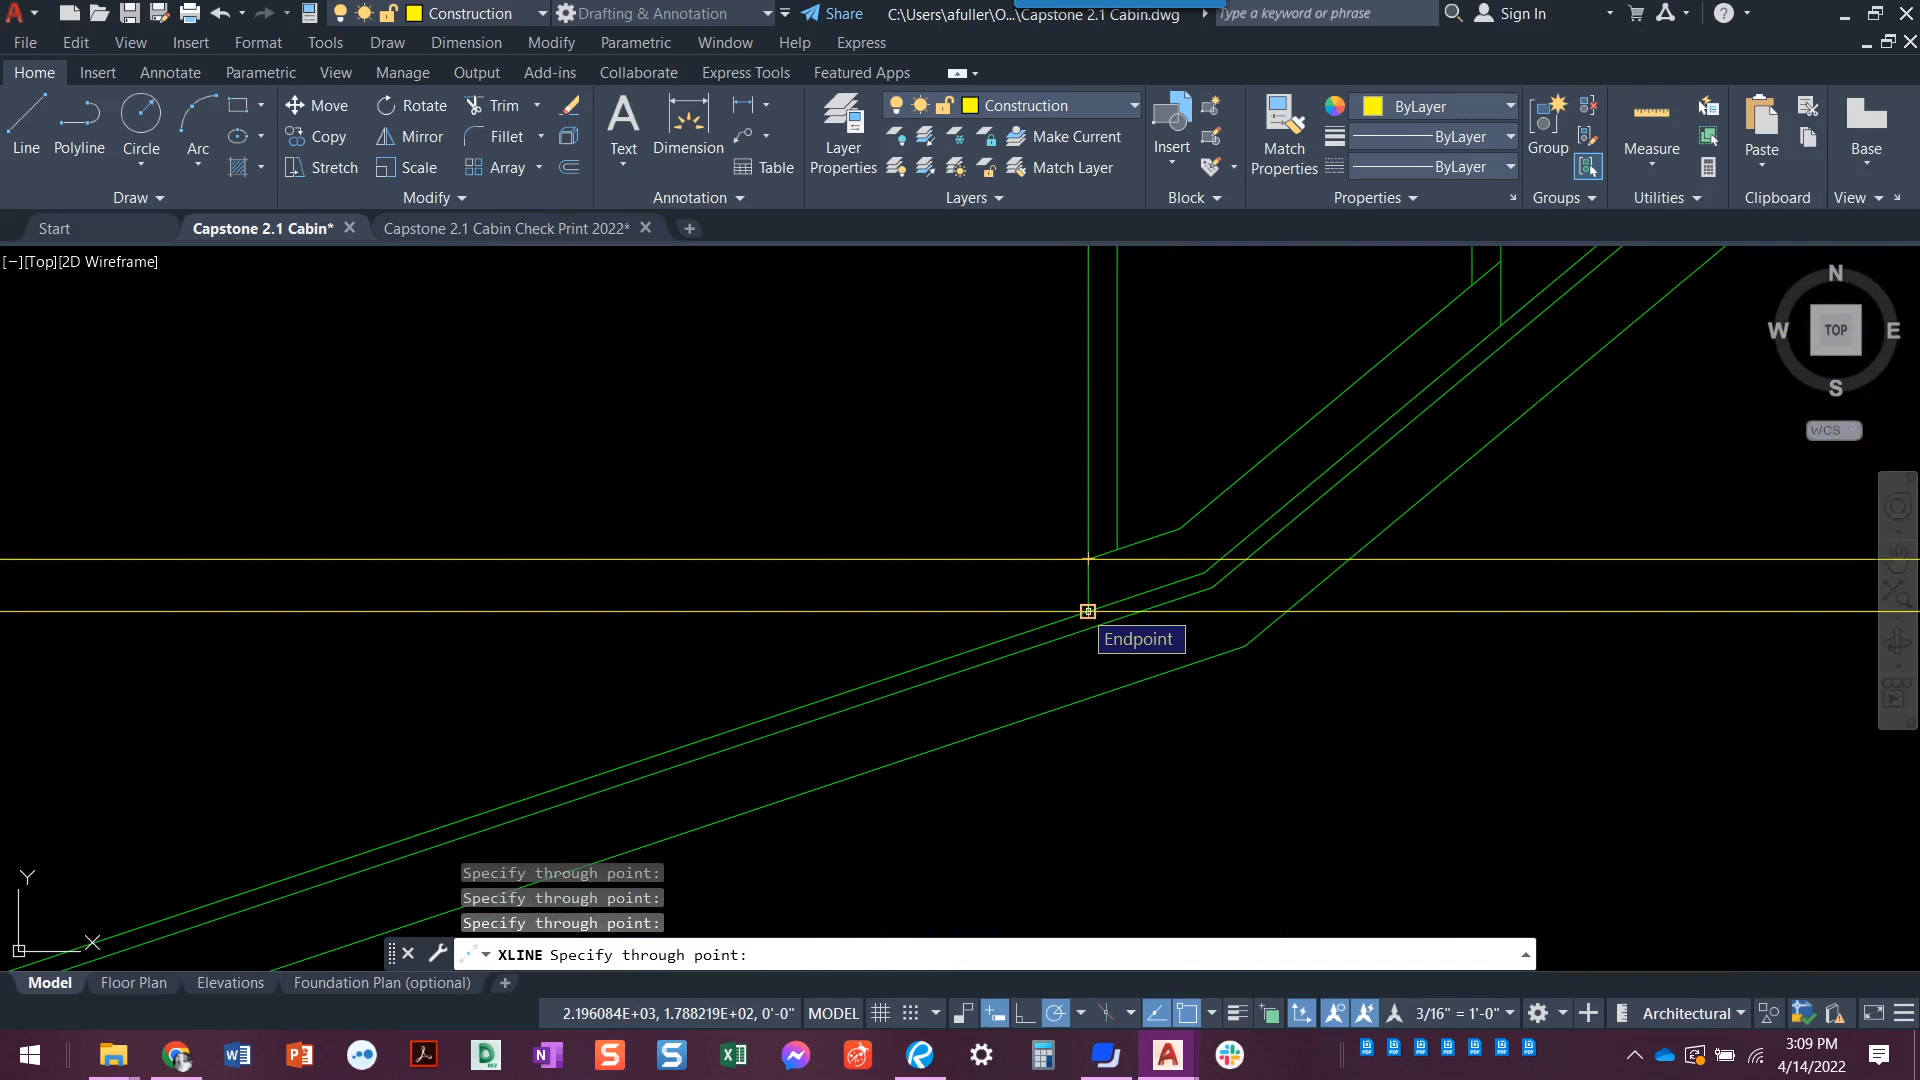 Construction
Drafting & Annotation
Share
C:\Users\afuller\O...\Capstone 2.1 Cabin.dwg
Type a keyword or phrase
Sign In
File Edit View Insert Format Tools Draw Dimension Modify Parametric Window Help Express
Home Insert Annotate Parametric View Manage Output Add-ins Collaborate Express Tools Featured Apps
Line Polyline Circle Arc
Move Rotate Trim
Copy Mirror Fillet
Stretch Scale Array
Text Dimension Table
Layer Properties
Construction
Make Current
Match Layer
Insert
Match Properties
ByLayer
ByLayer
ByLayer
Group
Measure
Paste
Base
Draw Modify Annotation Layers Block Properties Groups Utilities Clipboard View
Start Capstone 2.1 Cabin* Capstone 2.1 Cabin Check Print 2022*
[−][Top][2D Wireframe]
N
W TOP E
S
WCS
Endpoint
Y
X
Specify through point:
Specify through point:
Specify through point:
XLINE Specify through point:
Model Floor Plan Elevations Foundation Plan (optional)
2.196084E+03, 1.788219E+02, 0'-0" MODEL 3/16" = 1'-0" Architectural
3:09 PM
4/14/2022